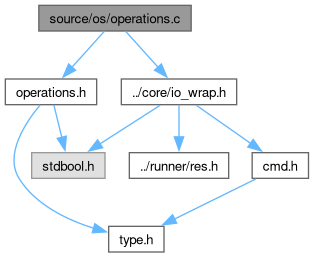 source/os/operations.c
operations.h
../core/io_wrap.h
stdbool.h
../runner/res.h
cmd.h
type.h